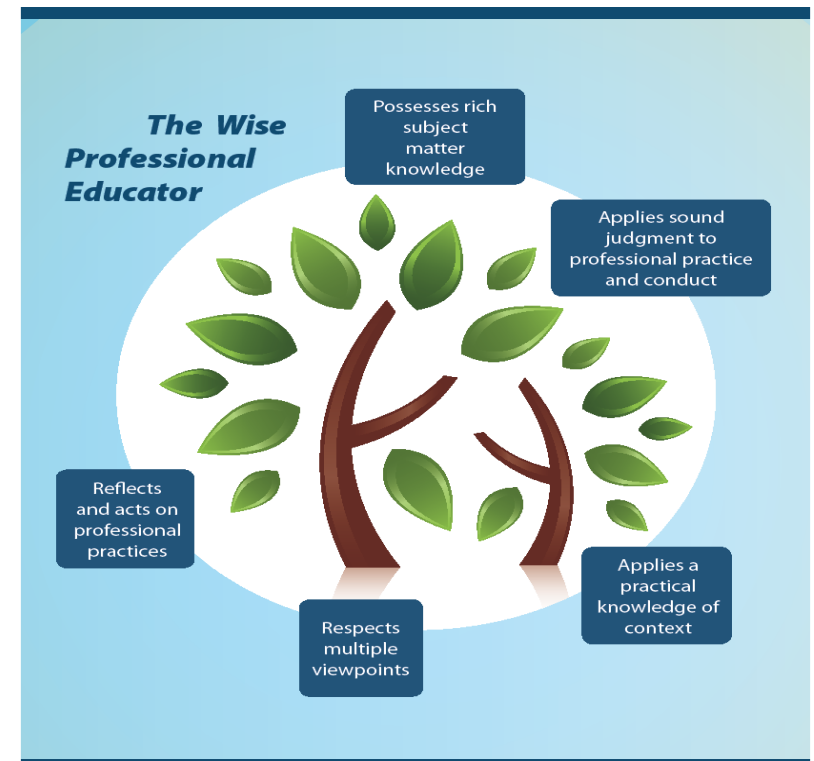 The Wise
Professional
Educator
Possesses rich
subject
matter
knowledge
Applies sound
judgment to
professional practice
and conduct
Reflects
and acts on
professional
practices
Applies a
practical
knowledge of
context
Respects
multiple
viewpoints